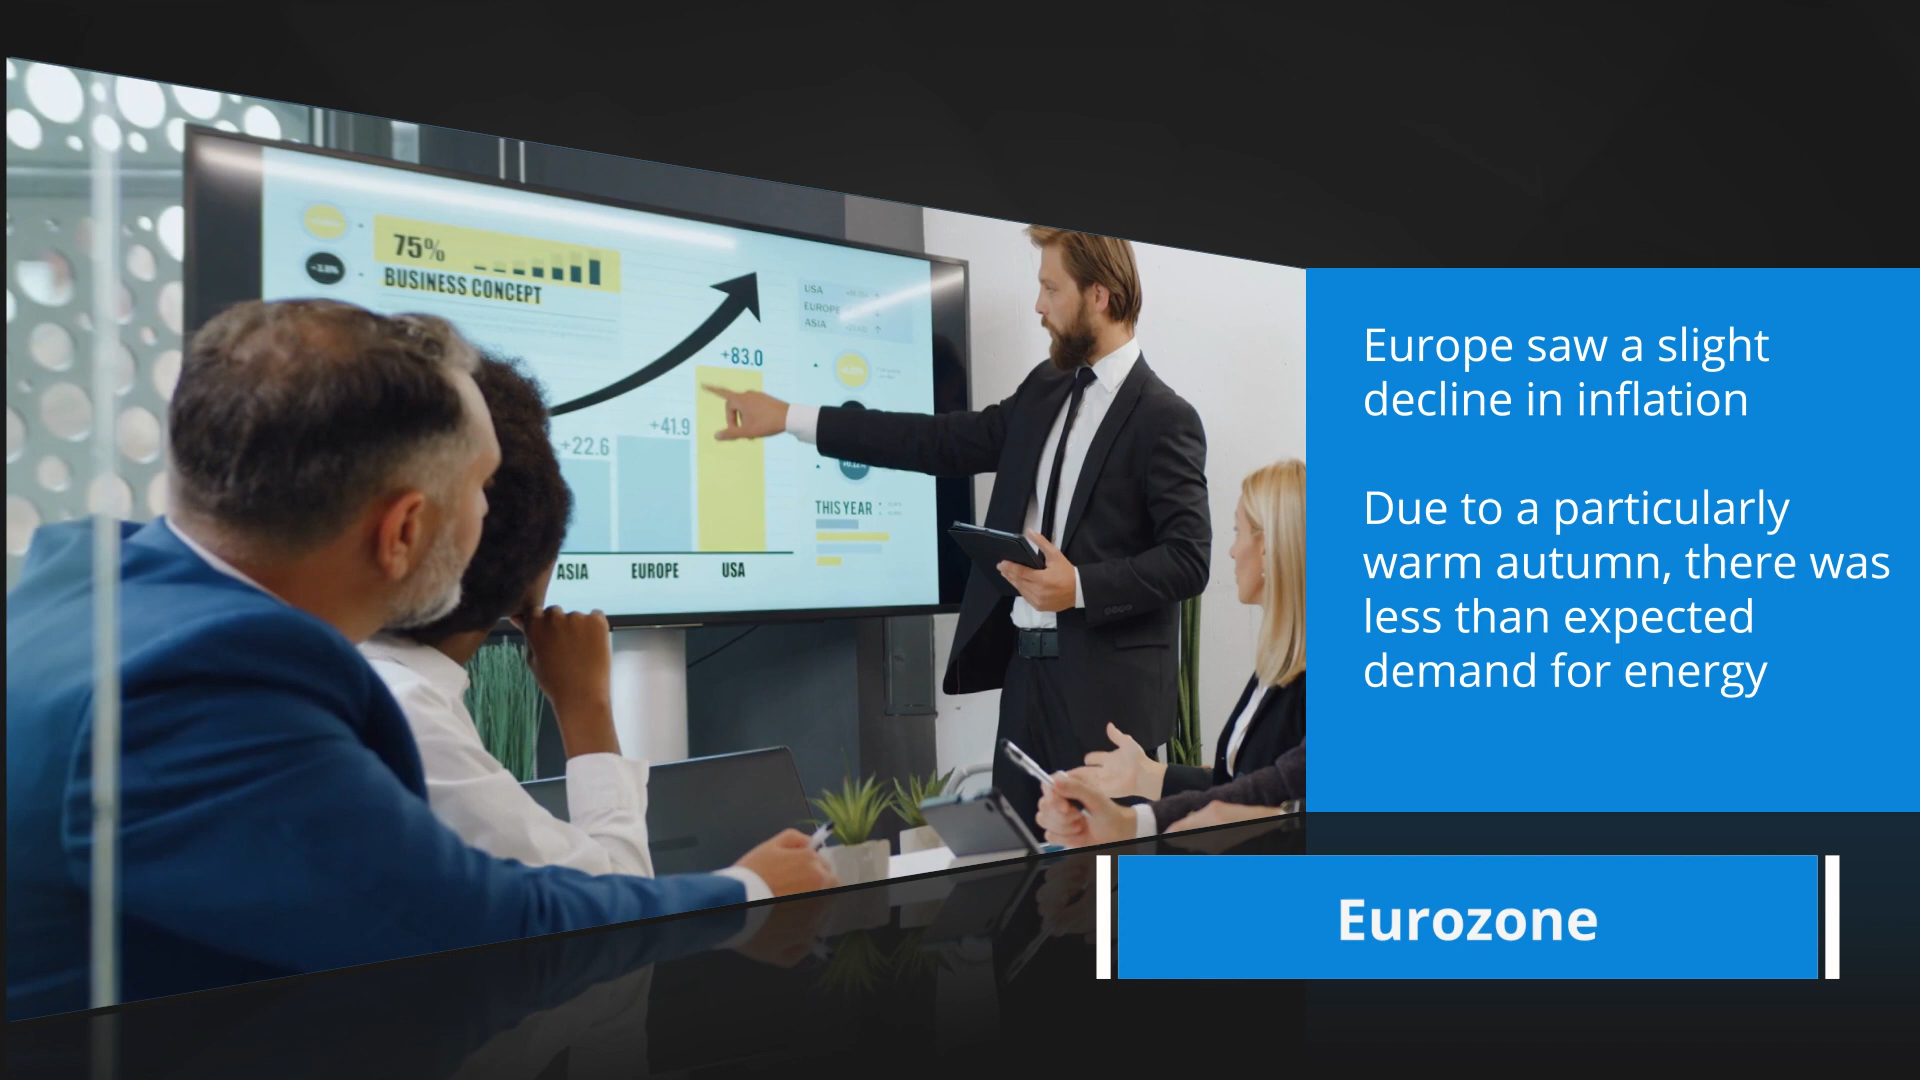 75%
BUSINESS CONCEPT
USA
EUROPE
ASIA
+83.0
+41.9
+22.6
THIS YEAR
ASIA EUROPE USA
Europe saw a slight
decline in inflation
Due to a particularly
warm autumn, there was
less than expected
demand for energy
Eurozone